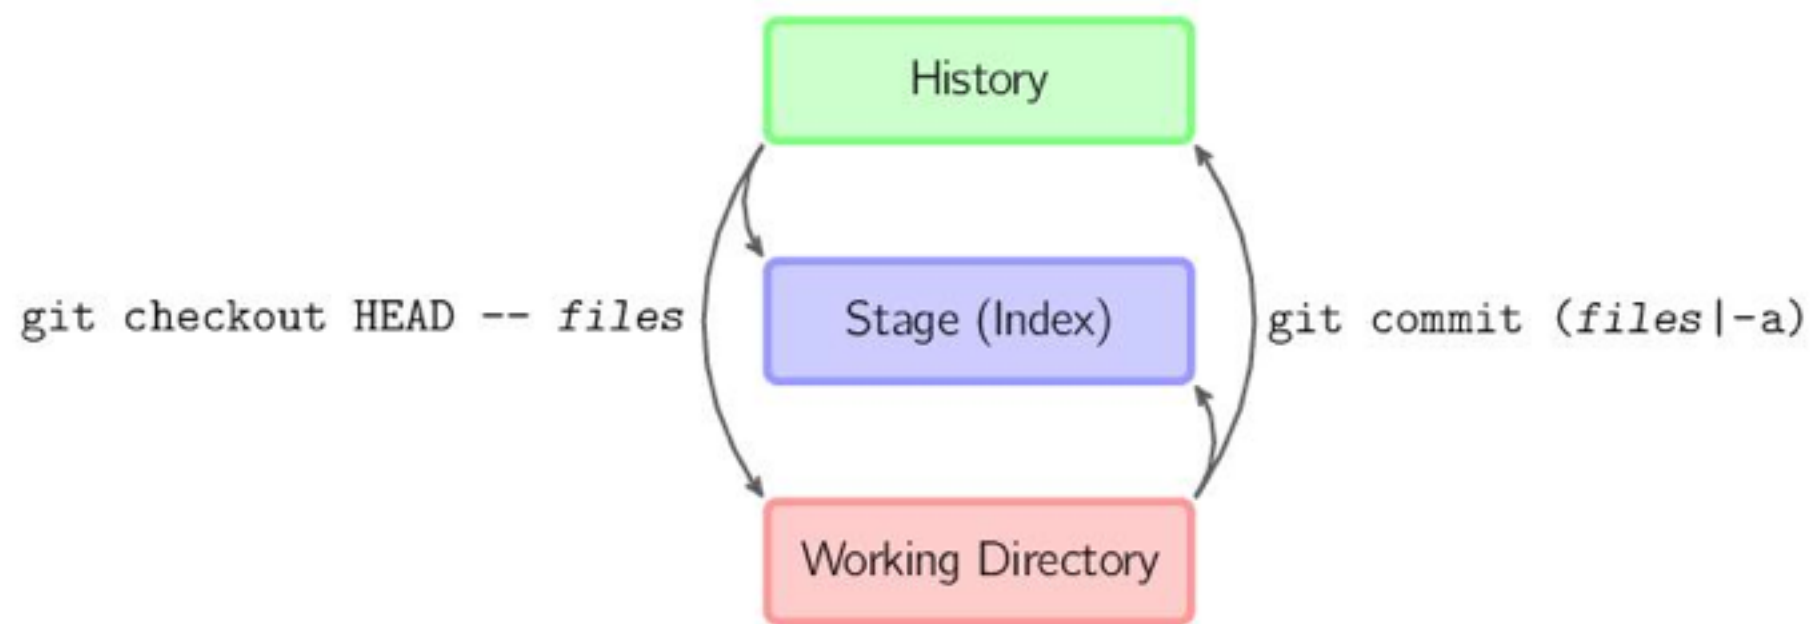 History
git checkout HEAD -- files
Stage (Index)
git commit (files|-a)
Working Directory